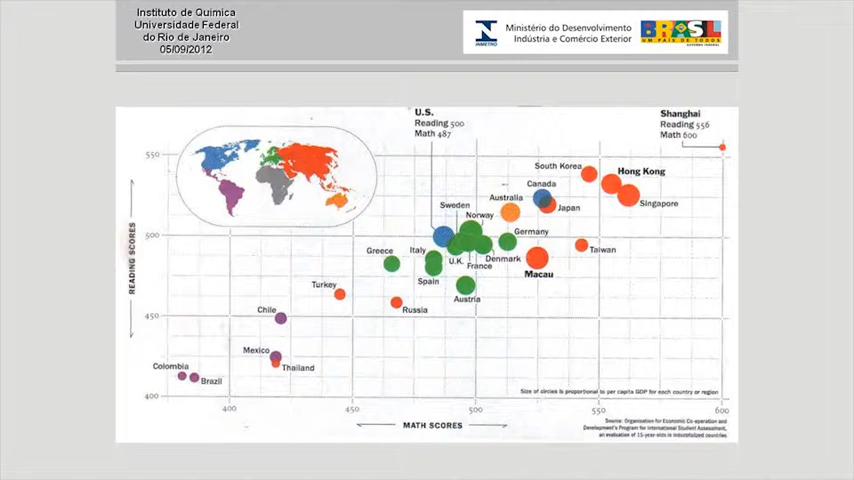 Instituto de Química
Universidade Federal
do Rio de Janeiro
05/09/2012
INMETRO
Ministério do Desenvolvimento
Indústria e Comércio Exterior
BRASIL
UM PAÍS DE TODOS
GOVERNO FEDERAL
U.S.
Reading 500
Math 487
Shanghai
Reading 556
Math 600
550
South Korea
Hong Kong
Canada
Singapore
Australia
Japan
Sweden
Norway
500
Germany
Greece
Italy
Taiwan
U.K.
Denmark
France
Macau
Spain
READING SCORES
Turkey
Austria
Russia
Chile
450
Mexico
Thailand
Colombia
Brazil
Size of circles is proportional to per capita GDP for each country or region
400
400
450
500
550
600
MATH SCORES
Source: Organisation for Economic Co-operation and
Development's Program for International Student Assessment,
an evaluation of 15-year-olds in industrialized countries